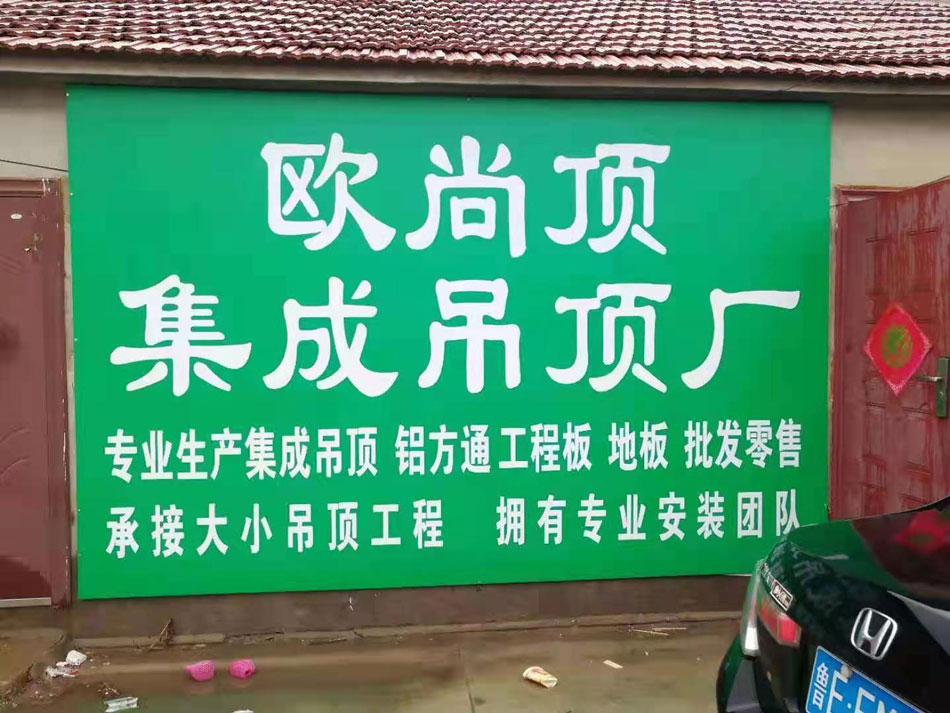 欧尚顶
集成吊顶厂
专业生产集成吊顶 铝方通工程板 地板 批发零售
承接大小吊顶工程 拥有专业安装团队